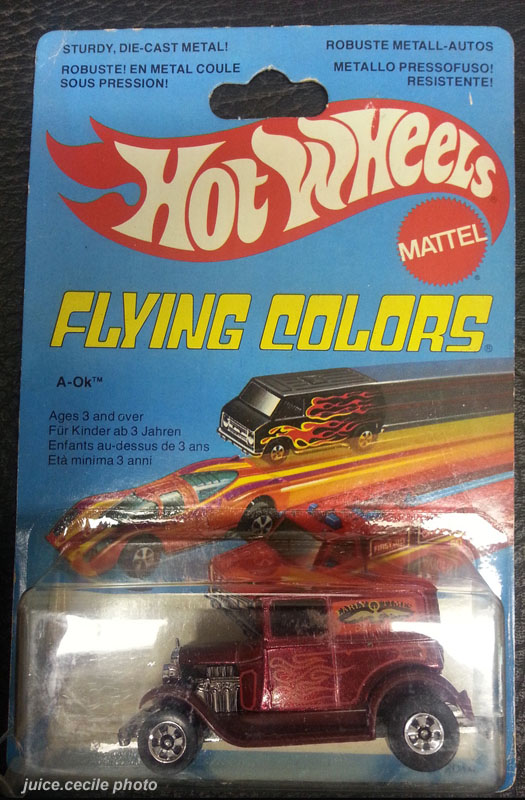 STURDY, DIE-CAST METAL!
ROBUSTE! EN METAL COULE
SOUS PRESSION!
ROBUSTE METALL-AUTOS
METALLO PRESSOFUSO!
RESISTENTE!
HOT WHEELS
MATTEL
FLYING COLORS
A-Ok™
Ages 3 and over
Für Kinder ab 3 Jahren
Enfants au-dessus de 3 ans
Età minima 3 anni
EARLY TIMES
juice.cecile photo